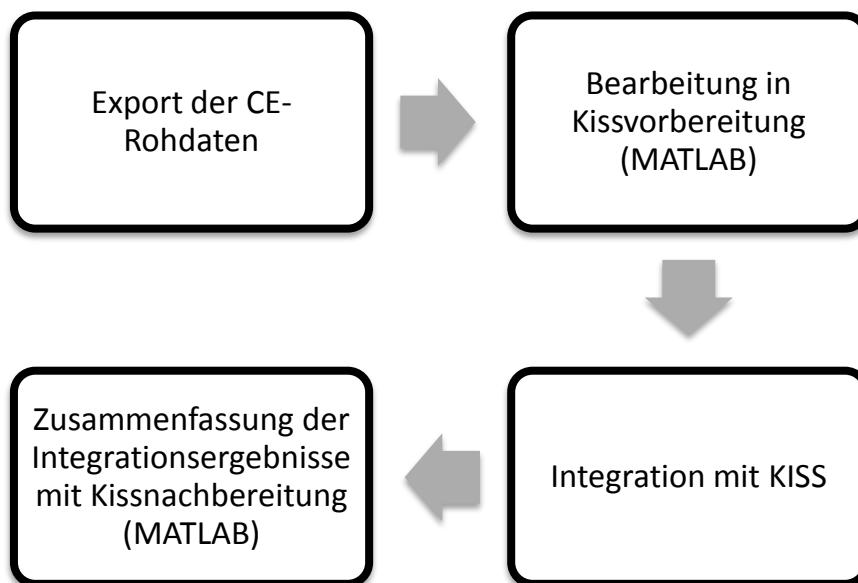 Export der CE-
Rohdaten
Bearbeitung in
Kissvorbereitung
(MATLAB)
Integration mit KISS
Zusammenfassung der
Integrationsergebnisse
mit Kissnachbereitung
(MATLAB)